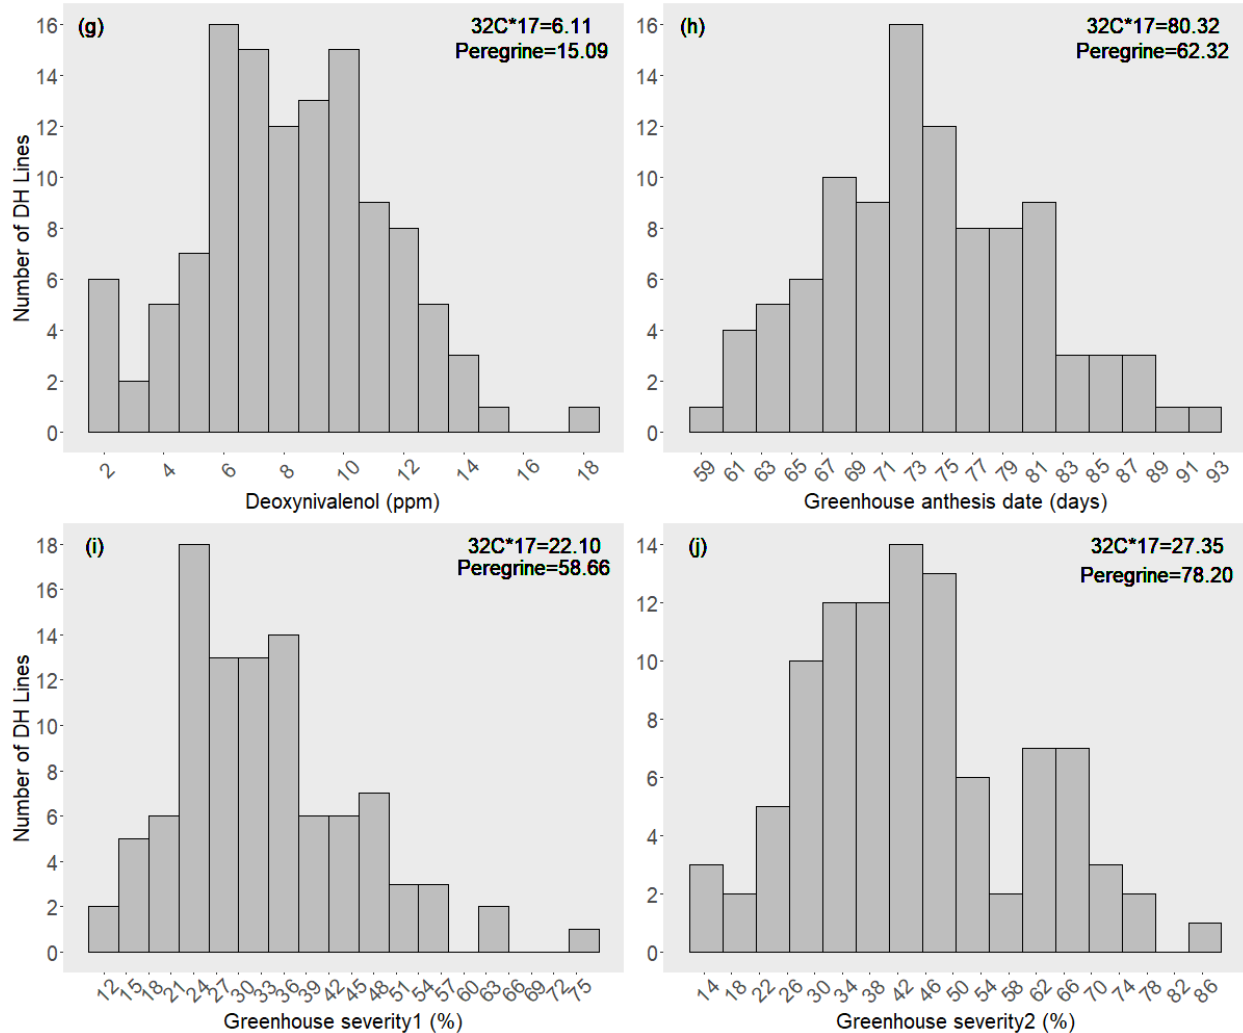 (g)
32C*17=6.11
Peregrine=15.09
16
14
12
10
8
6
4
2
0
Number of DH Lines
2 4 6 8 10 12 14 16 18
Deoxynivalenol (ppm)
(h)
32C*17=80.32
Peregrine=62.32
16
14
12
10
8
6
4
2
0
59 61 63 65 67 69 71 73 75 77 79 81 83 85 87 89 91 93
Greenhouse anthesis date (days)
(i)
32C*17=22.10
Peregrine=58.66
18
16
14
12
10
8
6
4
2
0
Number of DH Lines
12 15 18 21 24 27 30 33 36 39 42 45 48 51 54 57 60 63 66 69 72 75
Greenhouse severity1 (%)
(j)
32C*17=27.35
Peregrine=78.20
14
12
10
8
6
4
2
0
14 18 22 26 30 34 38 42 46 50 54 58 62 66 70 74 78 82 86
Greenhouse severity2 (%)